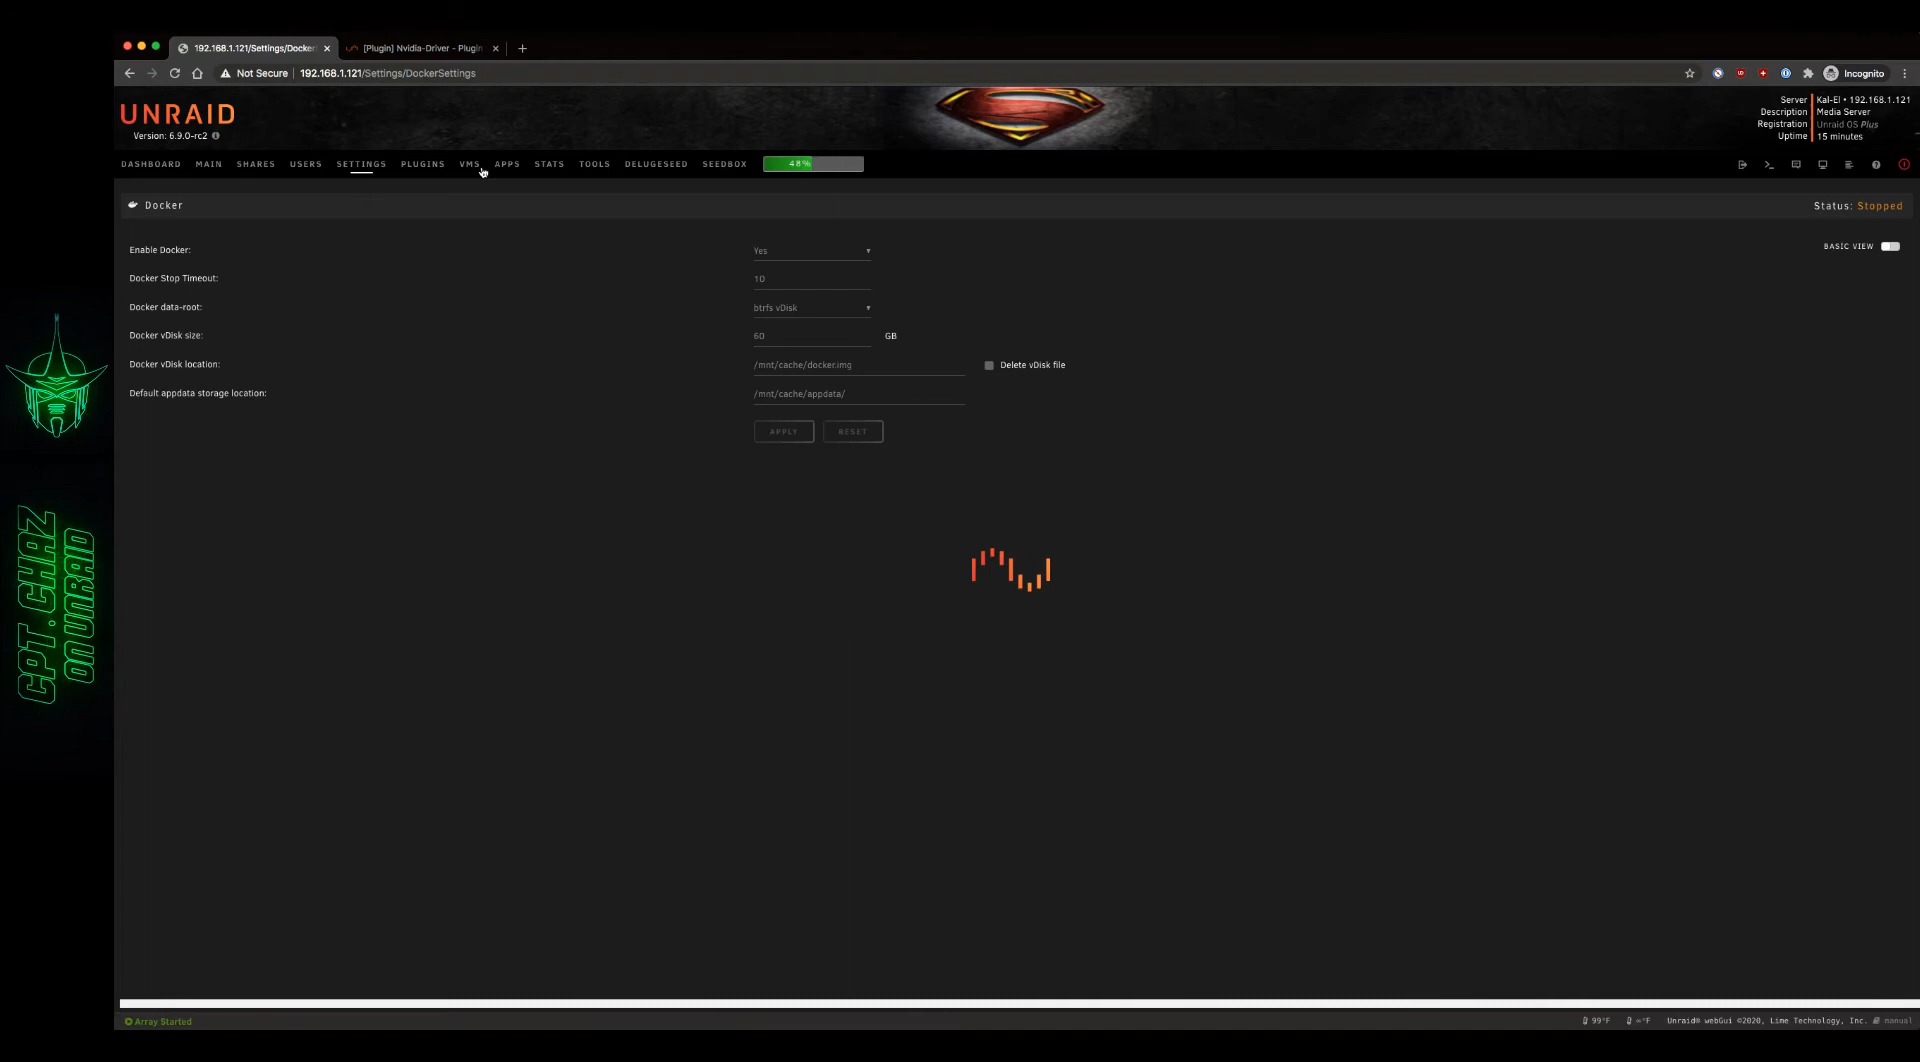 192.168.1.121/Settings/Docker
[Plugin] Nvidia-Driver - Plugin
Not Secure
192.168.1.121/Settings/DockerSettings
Incognito
UNRAID
Version: 6.9.0-rc2
Server Kal-El • 192.168.1.121
Description Media Server
Registration Unraid OS Plus
Uptime 15 minutes
DASHBOARD MAIN SHARES USERS SETTINGS PLUGINS VMS APPS STATS TOOLS DELUGESEED SEEDBOX 48%
Docker
Status: Stopped
Enable Docker: Yes
BASIC VIEW
Docker Stop Timeout: 10
Docker data-root: btrfs vDisk
Docker vDisk size: 60 GB
Docker vDisk location: /mnt/cache/docker.img Delete vDisk file
Default appdata storage location: /mnt/cache/appdata/
APPLY RESET
CPT.CHAZ
ON UNRAID
Array Started
99°F ∞°F Unraid® webGui ©2020, Lime Technology, Inc. manual